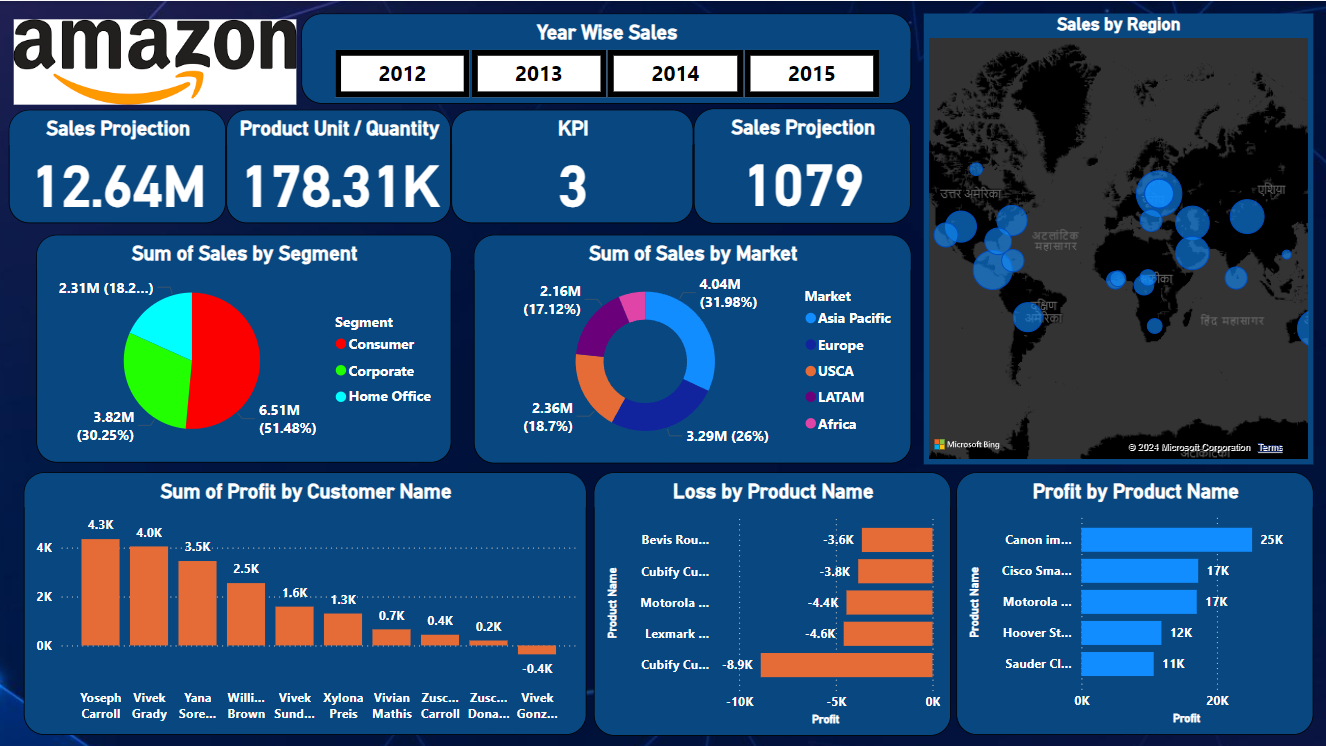 amazon
Year Wise Sales
2012 2013 2014 2015
Sales Projection
12.64M
Product Unit / Quantity
178.31K
KPI
3
Sales Projection
1079
Sales by Region
उत्तर अमेरिका
एशिया
अटलांटिक
महासागर
दक्षिण
अमेरिका
हिंद महासागर
Microsoft Bing
© 2024 Microsoft Corporation Terms
Sum of Sales by Segment
2.31M (18.2...)
3.82M
(30.25%)
6.51M
(51.48%)
Segment
Consumer
Corporate
Home Office
Sum of Sales by Market
2.16M
(17.12%)
4.04M
(31.98%)
2.36M
(18.7%)
3.29M (26%)
Market
Asia Pacific
Europe
USCA
LATAM
Africa
Sum of Profit by Customer Name
4K
2K
0K
4.3K
4.0K
3.5K
2.5K
1.6K
1.3K
0.7K
0.4K
0.2K
-0.4K
Yoseph
Carroll
Vivek
Grady
Yana
Sore...
Willi...
Brown
Vivek
Sund...
Xylona
Preis
Vivian
Mathis
Zusc...
Carroll
Zusc...
Dona...
Vivek
Gonz...
Loss by Product Name
Product Name
Bevis Rou... -3.6K
Cubify Cu... -3.8K
Motorola ... -4.4K
Lexmark ... -4.6K
Cubify Cu... -8.9K
-10K -5K 0K
Profit
Profit by Product Name
Product Name
Canon im... 25K
Cisco Sma... 17K
Motorola ... 17K
Hoover St... 12K
Sauder Cl... 11K
0K 20K
Profit